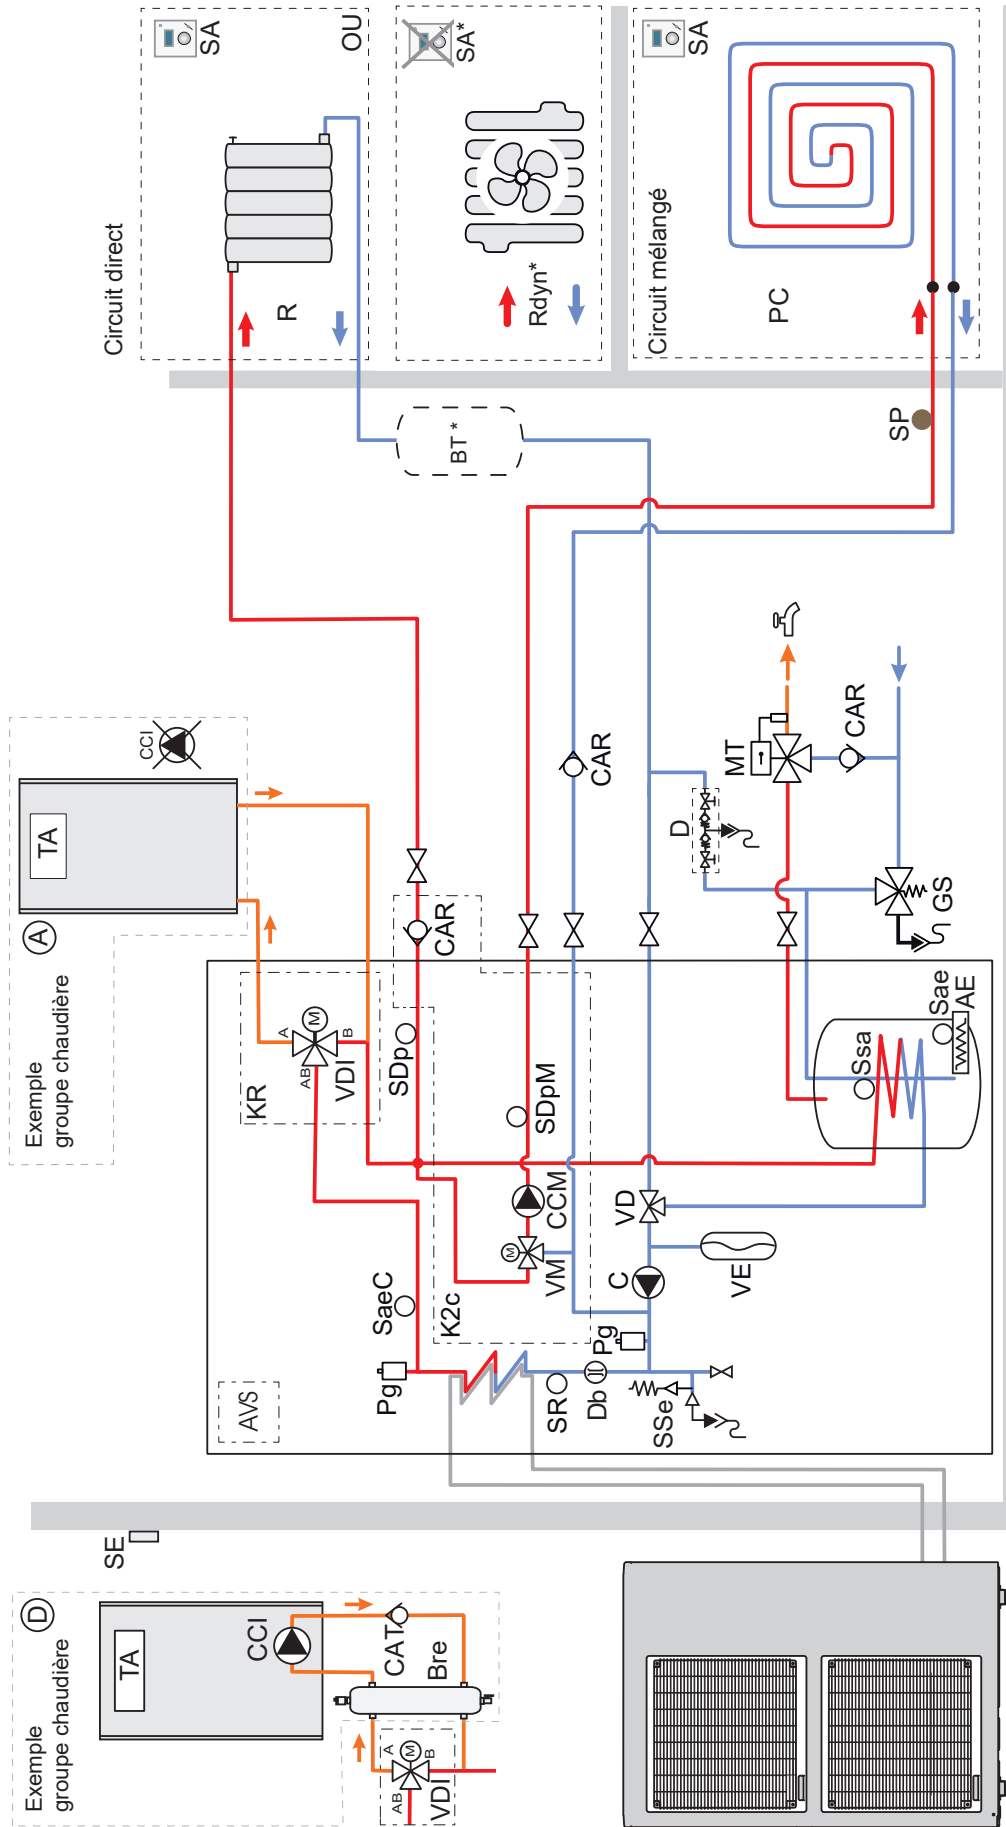 Exemple
groupe chaudière
D
TA
CCI
CAT
Bre
A
M
AB
B
VDI
SE
AVS
Exemple
groupe chaudière
A
TA
CCI
KR
A
M
AB
B
VDI
SaeC
Pg
K2c
SDp
CAR
SDpM
M
VM
CCM
SR
Db
Pg
SSe
C
VE
VD
Ssa
Sae
AE
CAR
D
MT
CAR
GS
BT *
SP
Circuit direct
SA
R
OU
SA*
Rdyn*
Circuit mélangé
SA
PC